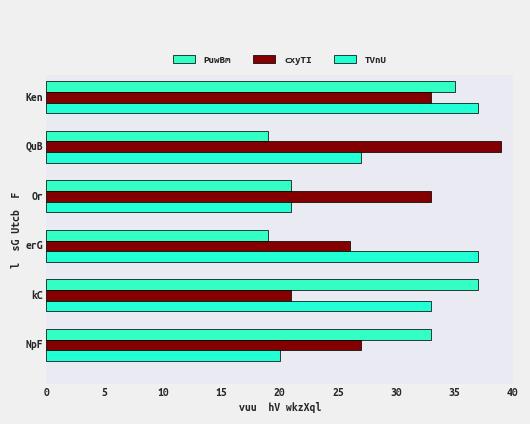 PuwBm cxyTI TVnU
Ken
QuB
Or
erG
kC
NpF
l sG Utcb F
0 5 10 15 20 25 30 35 40
vuu hV wkzXql